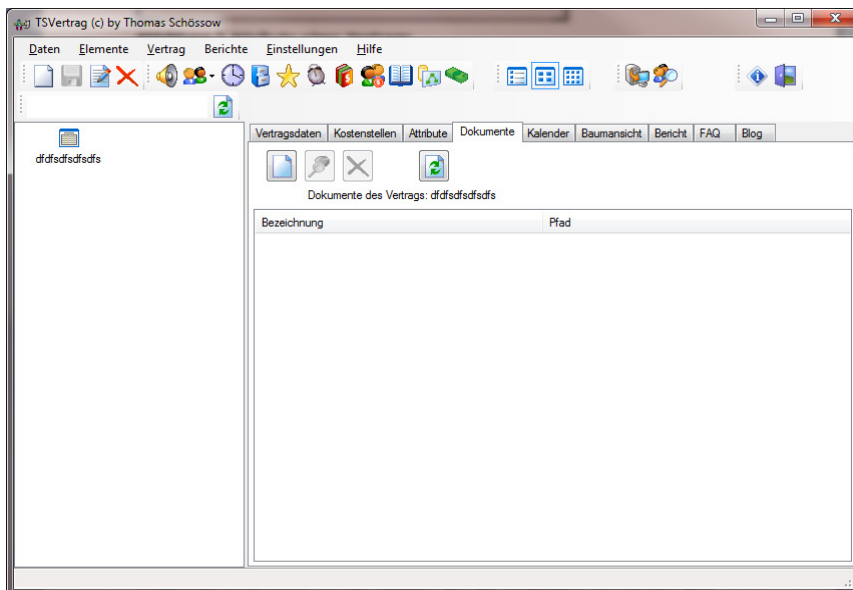 TSVertrag (c) by Thomas Schössow
Daten Elemente Vertrag Berichte Einstellungen Hilfe
Vertragsdaten Kostenstellen Attribute Dokumente Kalender Baumansicht Bericht FAQ Blog
dfdfsdfsdfsdfs
Dokumente des Vertrags: dfdfsdfsdfsdfs
Bezeichnung Pfad